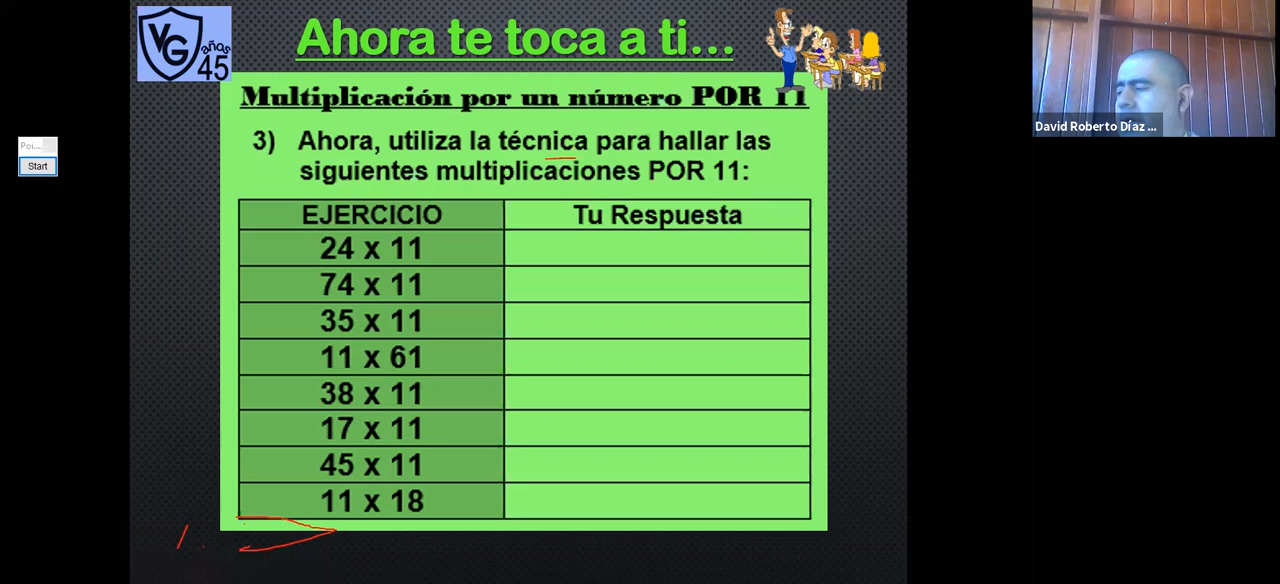 VG
años
45
Ahora te toca a ti...
Multiplicación por un número POR 11
3) Ahora, utiliza la técnica para hallar las
siguientes multiplicaciones POR 11:
EJERCICIO Tu Respuesta
24 x 11
74 x 11
35 x 11
11 x 61
38 x 11
17 x 11
45 x 11
11 x 18
Poi...
Start
David Roberto Díaz ...